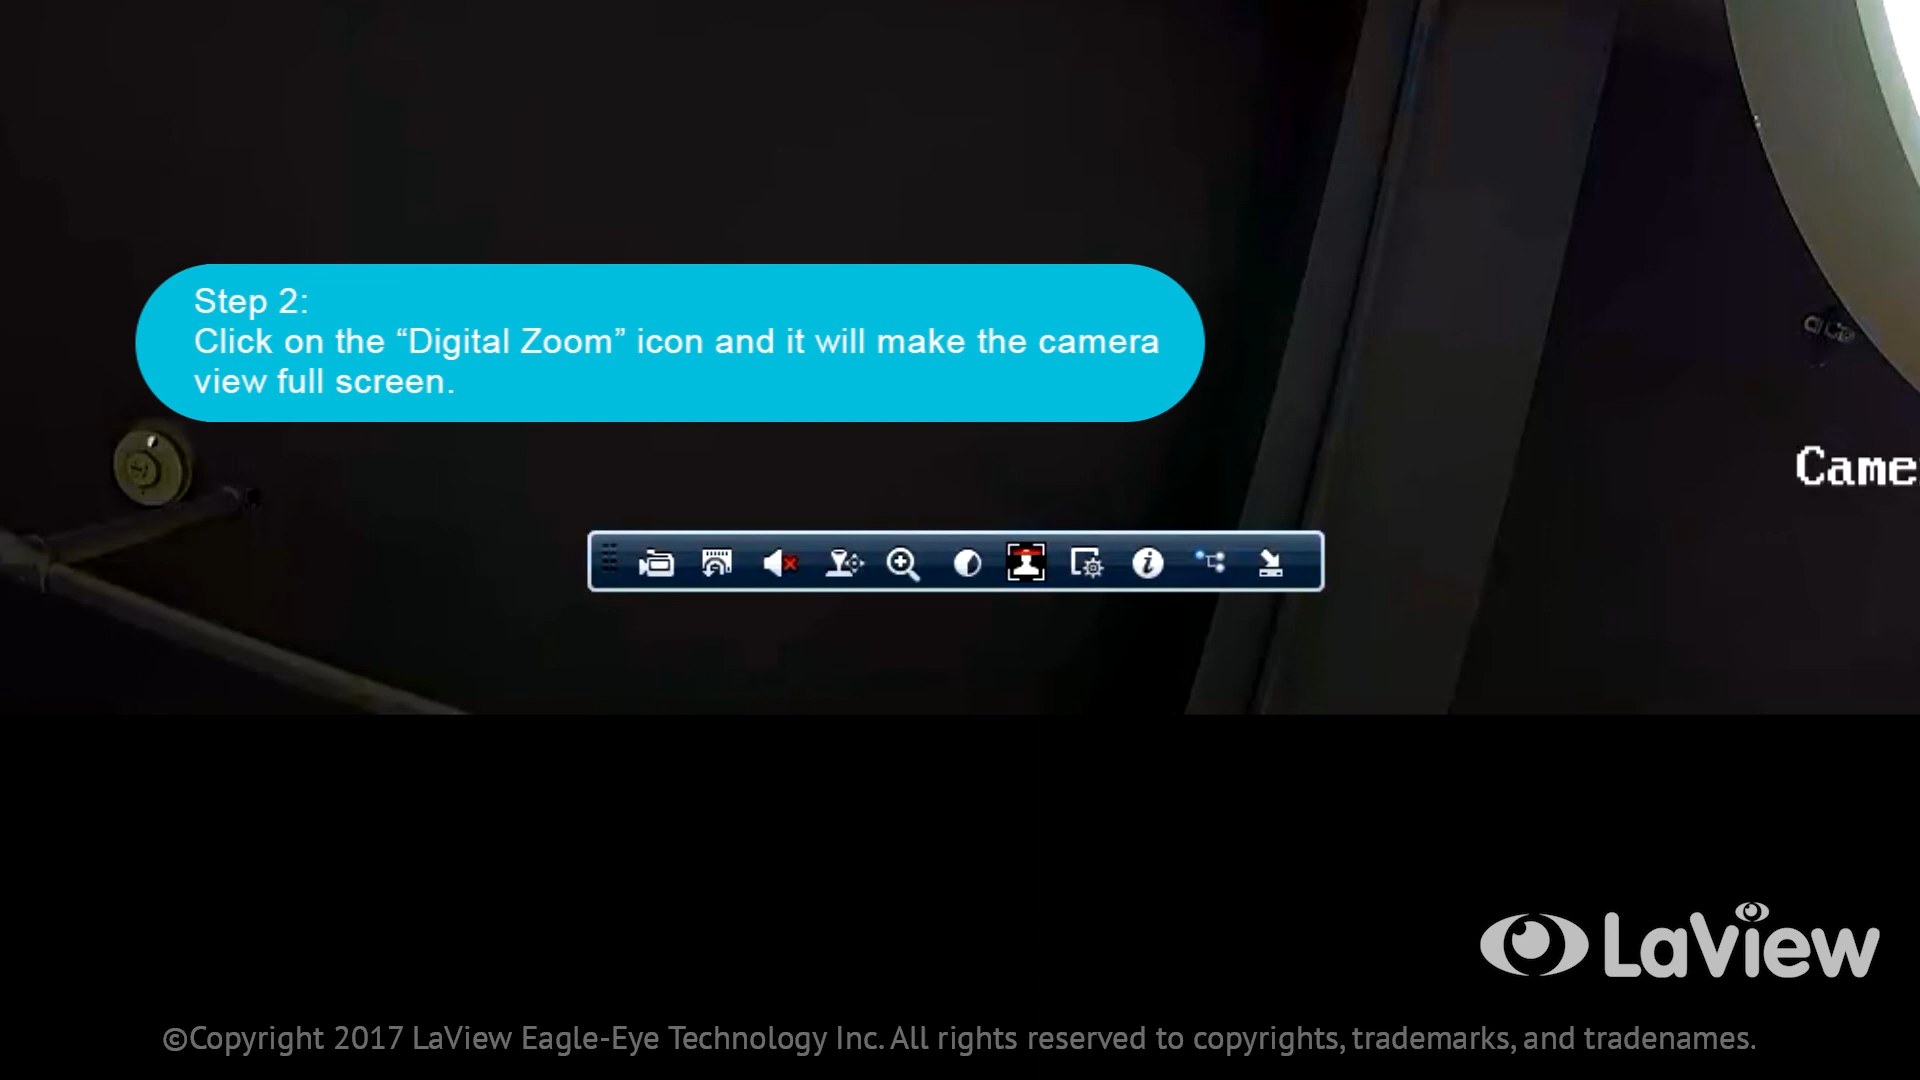 Step 2:
Click on the “Digital Zoom” icon and it will make the camera
view full screen.
Came
LaView
©Copyright 2017 LaView Eagle-Eye Technology Inc. All rights reserved to copyrights, trademarks, and tradenames.